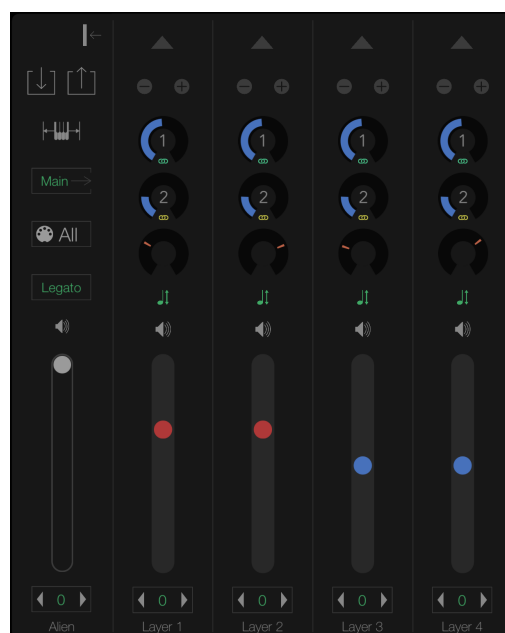 1 1 1 1
2 2 2 2
Main
All
Legato
0 0 0 0 0
Alien Layer 1 Layer 2 Layer 3 Layer 4